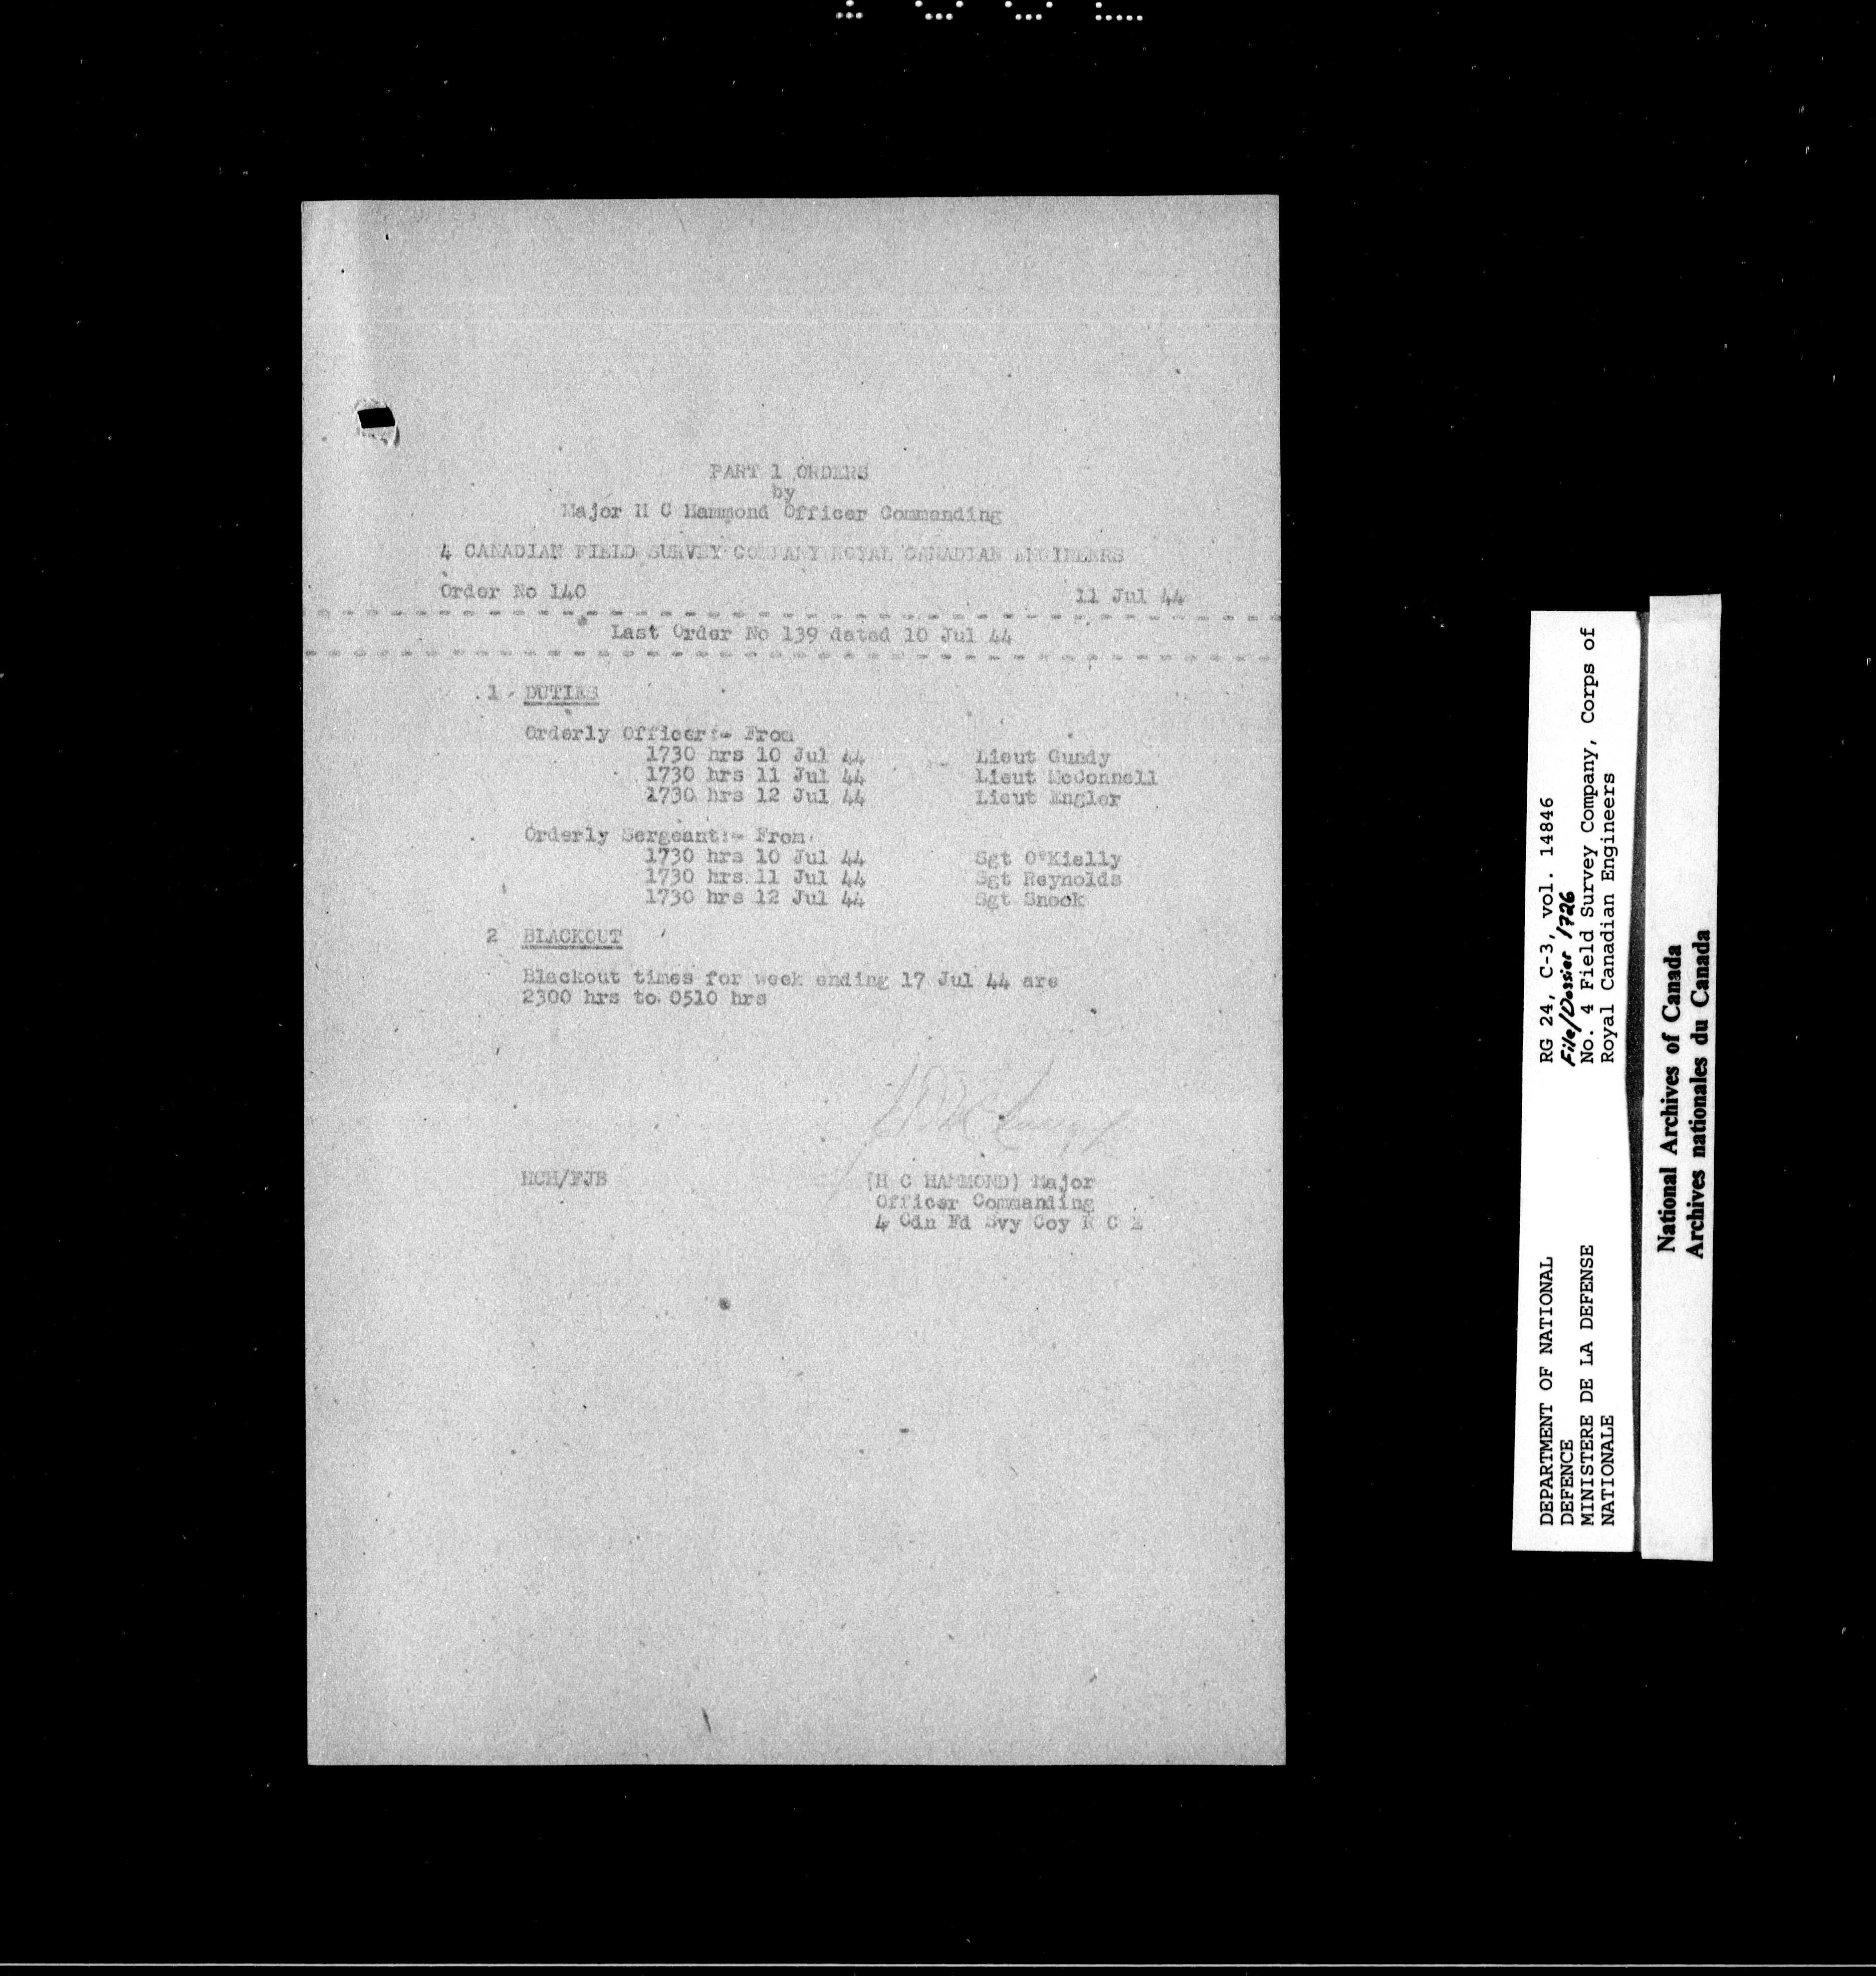 PART 1 ORDERS
by
Major H C Hammond Officer Commanding
4 CANADIAN FIELD SURVEY COMPANY ROYAL CANADIAN ENGINEERS
Order No 140 11 Jul 44
Last Order No 139 dated 10 Jul 44
1 DUTIES
Orderly Officer:- From
1730 hrs 10 Jul 44 Lieut Gundy
1730 hrs 11 Jul 44 Lieut McConnell
1730 hrs 12 Jul 44 Lieut Engler
Orderly Sergeant:- From
1730 hrs 10 Jul 44 Sgt O'Kielly
1730 hrs 11 Jul 44 Sgt Reynolds
1730 hrs 12 Jul 44 Sgt Snook
2 BLACKOUT
Blackout times for week ending 17 Jul 44 are
2300 hrs to 0510 hrs
HCH/FJB (H C HAMMOND) Major
Officer Commanding
4 Cdn Fd Svy Coy R C E
DEPARTMENT OF NATIONAL
DEFENCE
MINISTERE DE LA DEFENSE
NATIONALE
RG 24, C-3, vol. 14846
File/Dossier 1726
No. 4 Field Survey Company, Corps of
Royal Canadian Engineers
National Archives of Canada
Archives nationales du Canada